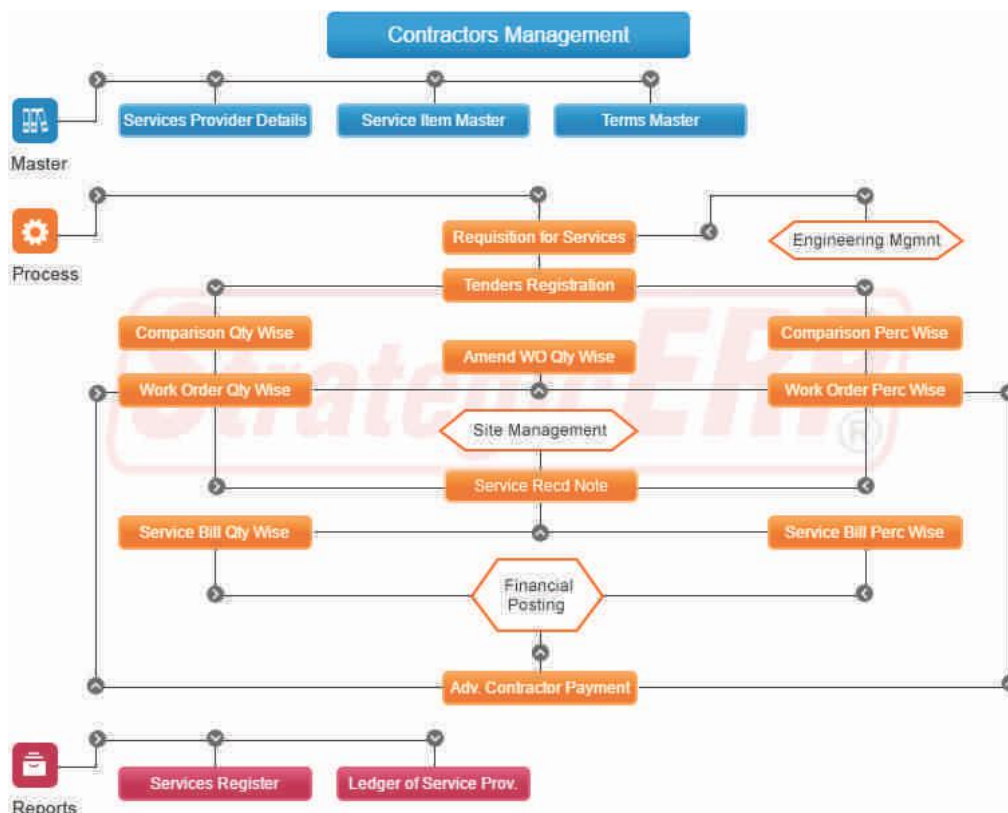 Contractors Management
Services Provider Details
Service Item Master
Terms Master
Master
Requisition for Services
Engineering Mgmnt
Process
Tenders Registration
Comparison Qty Wise
Comparison Perc Wise
Amend WO Qlty Wise
Work Order Qty Wise
Work Order Perc Wise
StrategicERP
®
Site Management
Service Recd Note
Service Bill Qty Wise
Service Bill Perc Wise
Financial
Posting
Adv. Contractor Payment
Services Register
Ledger of Service Prov.
Reports